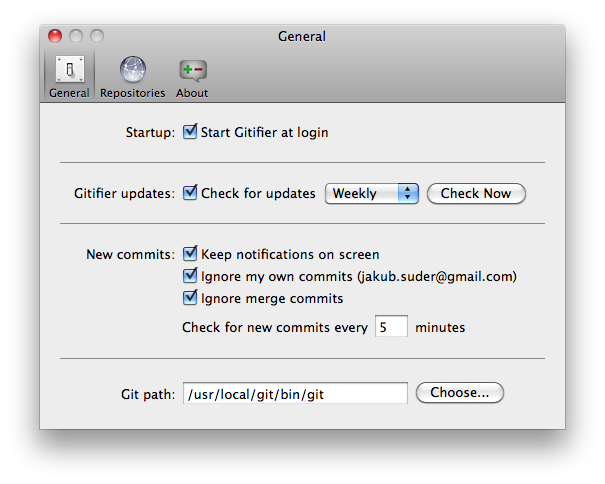 General
General Repositories About
Startup: Start Gitifier at login
Gitifier updates: Check for updates Weekly Check Now
New commits: Keep notifications on screen
Ignore my own commits (jakub.suder@gmail.com)
Ignore merge commits
Check for new commits every 5 minutes
Git path: /usr/local/git/bin/git Choose...